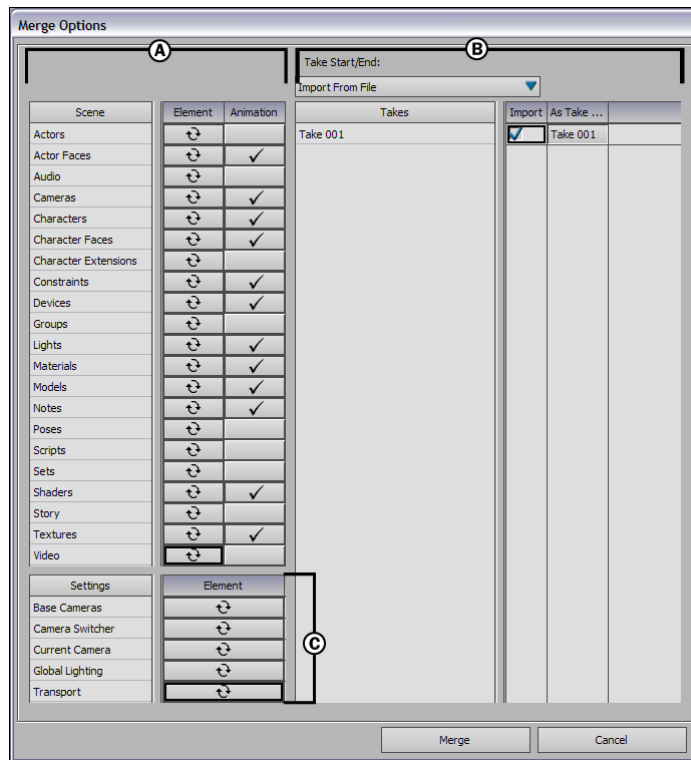 Merge Options
A
B
Take Start/End:
Import From File
Scene Element Animation Takes Import As Take ...
Actors Take 001 Take 001
Actor Faces
Audio
Cameras
Characters
Character Faces
Character Extensions
Constraints
Devices
Groups
Lights
Materials
Models
Notes
Poses
Scripts
Sets
Shaders
Story
Textures
Video
Settings Element
Base Cameras
Camera Switcher
Current Camera
C
Global Lighting
Transport
Merge Cancel